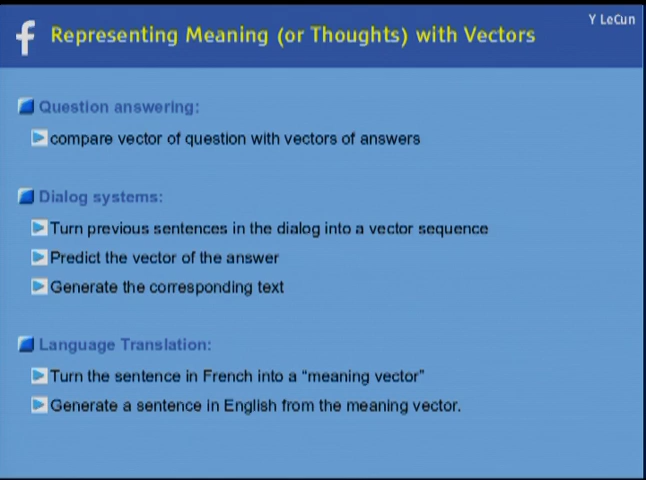 f
Representing Meaning (or Thoughts) with Vectors
Y LeCun
Question answering:
compare vector of question with vectors of answers
Dialog systems:
Turn previous sentences in the dialog into a vector sequence
Predict the vector of the answer
Generate the corresponding text
Language Translation:
Turn the sentence in French into a “meaning vector”
Generate a sentence in English from the meaning vector.